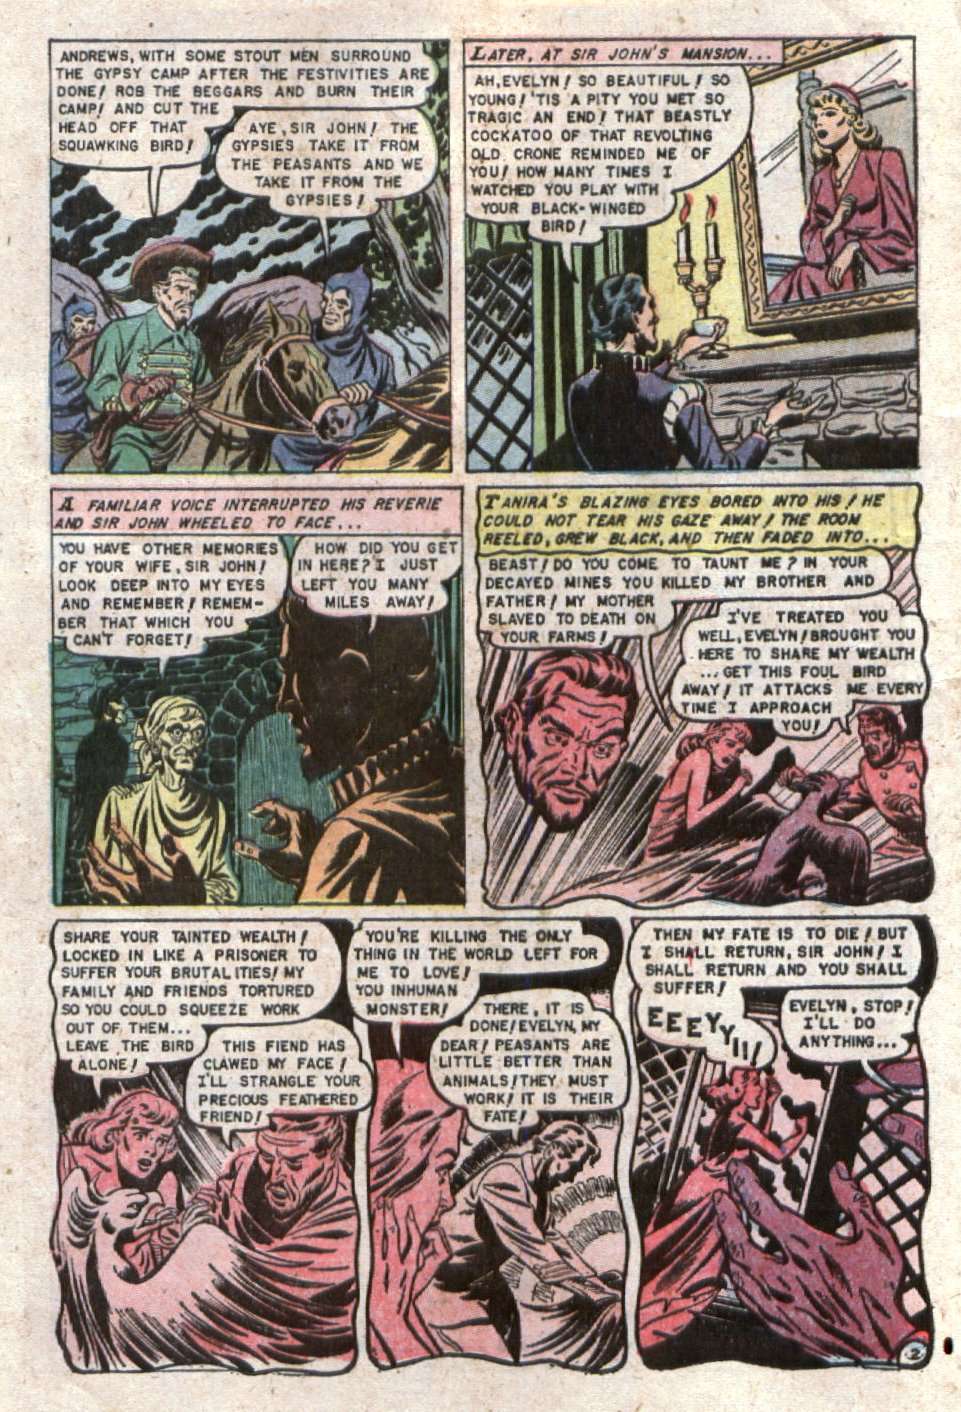 ANDREWS, WITH SOME STOUT MEN SURROUND
THE GYPSY CAMP AFTER THE FESTIVITIES ARE
DONE! ROB THE BEGGARS AND BURN THEIR
CAMP! AND CUT THE
HEAD OFF THAT
SQUAWKING BIRD!
AYE, SIR JOHN! THE
GYPSIES TAKE IT FROM
THE PEASANTS AND WE
TAKE IT FROM THE
GYPSIES!
LATER, AT SIR JOHN'S MANSION...
AH, EVELYN! SO BEAUTIFUL! SO
YOUNG! 'TIS A PITY YOU MET SO
TRAGIC AN END! THAT BEASTLY
COCKATOO OF THAT REVOLTING
OLD CRONE REMINDED ME OF
YOU! HOW MANY TIMES I
WATCHED YOU PLAY WITH
YOUR BLACK-WINGED
BIRD!
A FAMILIAR VOICE INTERRUPTED HIS REVERIE
AND SIR JOHN WHEELED TO FACE...
YOU HAVE OTHER MEMORIES
OF YOUR WIFE, SIR JOHN!
LOOK DEEP INTO MY EYES
AND REMEMBER! REMEM-
BER THAT WHICH YOU
CAN'T FORGET!
HOW DID YOU GET
IN HERE? I JUST
LEFT YOU MANY
MILES AWAY!
TANIRA'S BLAZING EYES BORED INTO HIS! HE
COULD NOT TEAR HIS GAZE AWAY! THE ROOM
REELED, GREW BLACK, AND THEN FADED INTO...
BEAST! DO YOU COME TO TAUNT ME? IN YOUR
DECAYED MINES YOU KILLED MY BROTHER AND
FATHER! MY MOTHER
SLAVED TO DEATH ON
YOUR FARMS!
I'VE TREATED YOU
WELL, EVELYN! BROUGHT YOU
HERE TO SHARE MY WEALTH
...GET THIS FOUL BIRD
AWAY! IT ATTACKS ME EVERY
TIME I APPROACH
YOU!
SHARE YOUR TAINTED WEALTH!
LOCKED IN LIKE A PRISONER TO
SUFFER YOUR BRUTALITIES! MY
FAMILY AND FRIENDS TORTURED
SO YOU COULD SQUEEZE WORK
OUT OF THEM...
LEAVE THE BIRD
ALONE!
THIS FIEND HAS
CLAWED MY FACE!
I'LL STRANGLE YOUR
PRECIOUS FEATHERED
FRIEND!
YOU'RE KILLING THE ONLY
THING IN THE WORLD LEFT FOR
ME TO LOVE!
YOU INHUMAN
MONSTER!
THERE, IT IS
DONE! EVELYN, MY
DEAR! PEASANTS ARE
LITTLE BETTER THAN
ANIMALS! THEY MUST
WORK! IT IS THEIR
FATE!
THEN MY FATE IS TO DIE! BUT
I SHALL RETURN, SIR JOHN! I
SHALL RETURN AND YOU SHALL
SUFFER!
EEEYYIII!
EVELYN, STOP!
I'LL DO
ANYTHING...
2